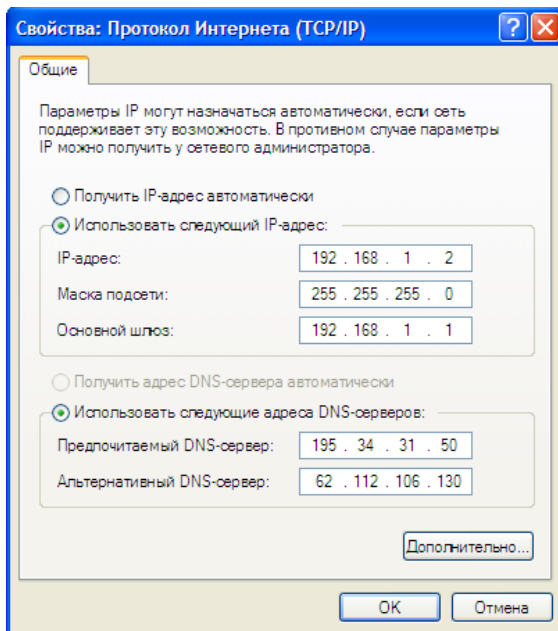 Свойства: Протокол Интернета (TCP/IP)
Общие
Параметры IP могут назначаться автоматически, если сеть
поддерживает эту возможность. В противном случае параметры
IP можно получить у сетевого администратора.
Получить IP-адрес автоматически
Использовать следующий IP-адрес:
IP-адрес: 192 . 168 . 1 . 2
Маска подсети: 255 . 255 . 255 . 0
Основной шлюз: 192 . 168 . 1 . 1
Получить адрес DNS-сервера автоматически
Использовать следующие адреса DNS-серверов:
Предпочитаемый DNS-сервер: 195 . 34 . 31 . 50
Альтернативный DNS-сервер: 62 . 112 . 106 . 130
Дополнительно...
OK Отмена